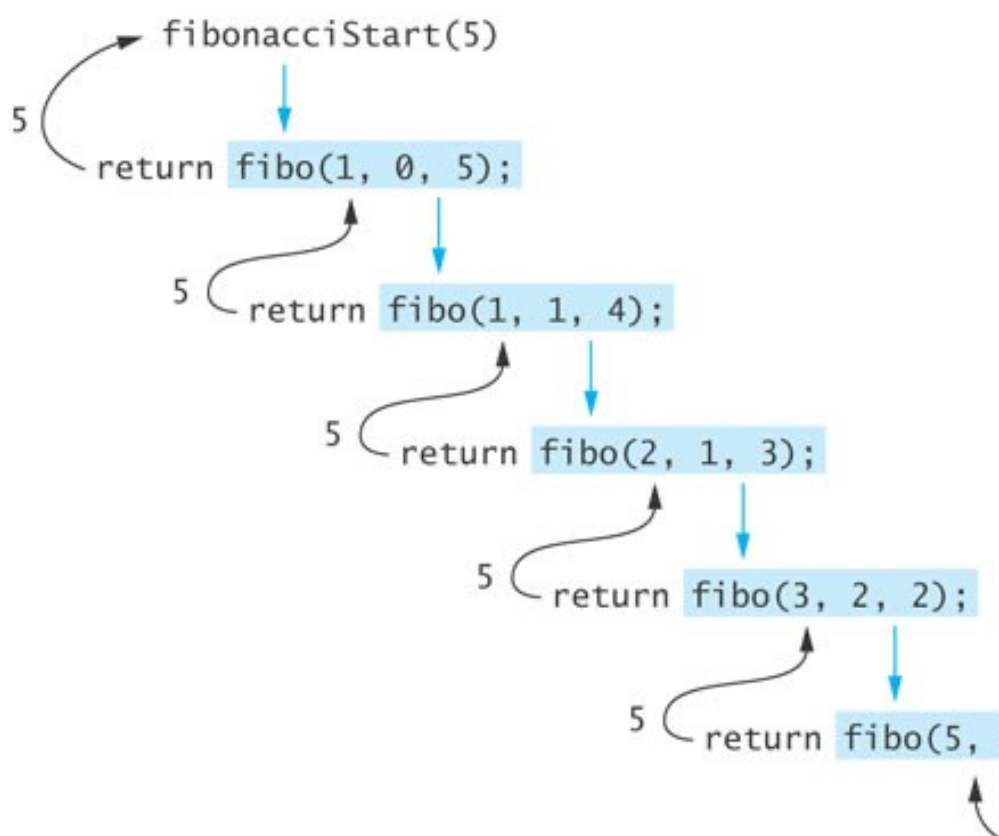 fibonacciStart(5)
5
return fibo(1, 0, 5);
5
return fibo(1, 1, 4);
5
return fibo(2, 1, 3);
5
return fibo(3, 2, 2);
5
return fibo(5,